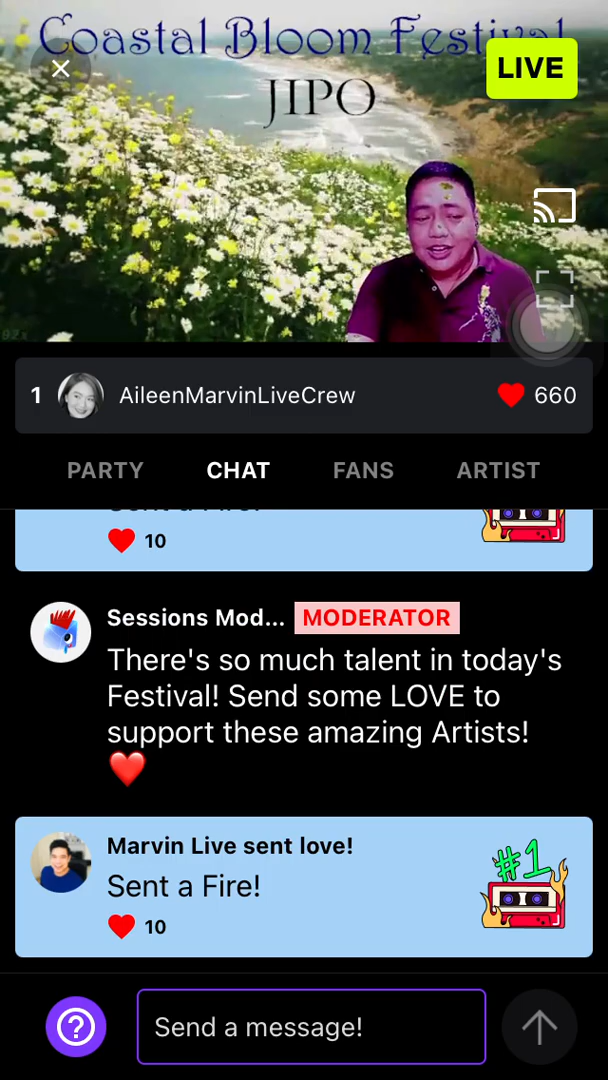 Coastal Bloom Festival
LIVE
JIPO
1 AileenMarvinLiveCrew 660
PARTY CHAT FANS ARTIST
Sent a Fire!
10
Sessions Mod... MODERATOR
There's so much talent in today's
Festival! Send some LOVE to
support these amazing Artists!
❤️
Marvin Live sent love!
#1
Sent a Fire!
10
Send a message!